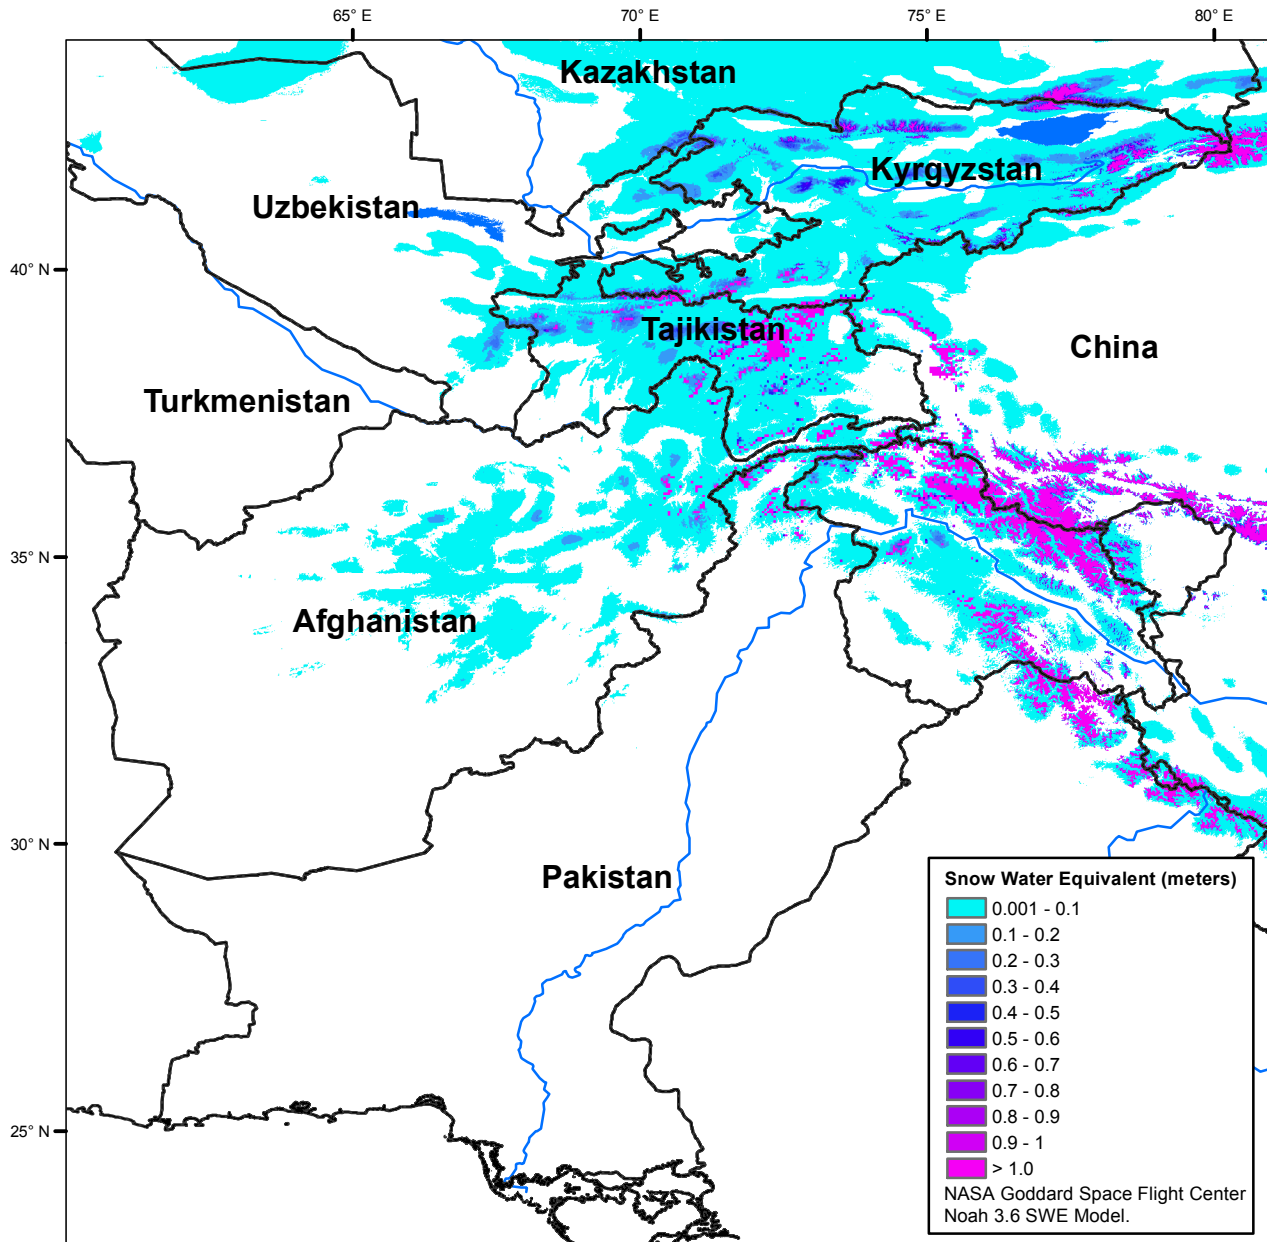 65° E
70° E
75° E
80° E
Kazakhstan
Kyrgyzstan
Uzbekistan
40° N
Tajikistan
China
Turkmenistan
35° N
Afghanistan
30° N
Pakistan
25° N
Snow Water Equivalent (meters)
0.001 - 0.1
0.1 - 0.2
0.2 - 0.3
0.3 - 0.4
0.4 - 0.5
0.5 - 0.6
0.6 - 0.7
0.7 - 0.8
0.8 - 0.9
0.9 - 1
> 1.0
NASA Goddard Space Flight Center
Noah 3.6 SWE Model.